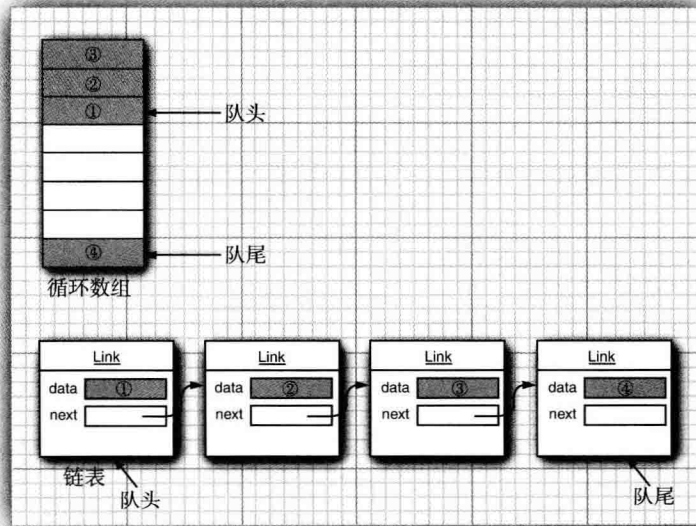 ③
②
①
队头
④
队尾
循环数组
Link
data ①
next
Link
data ②
next
Link
data ③
next
Link
data ④
next
链表
队头
队尾